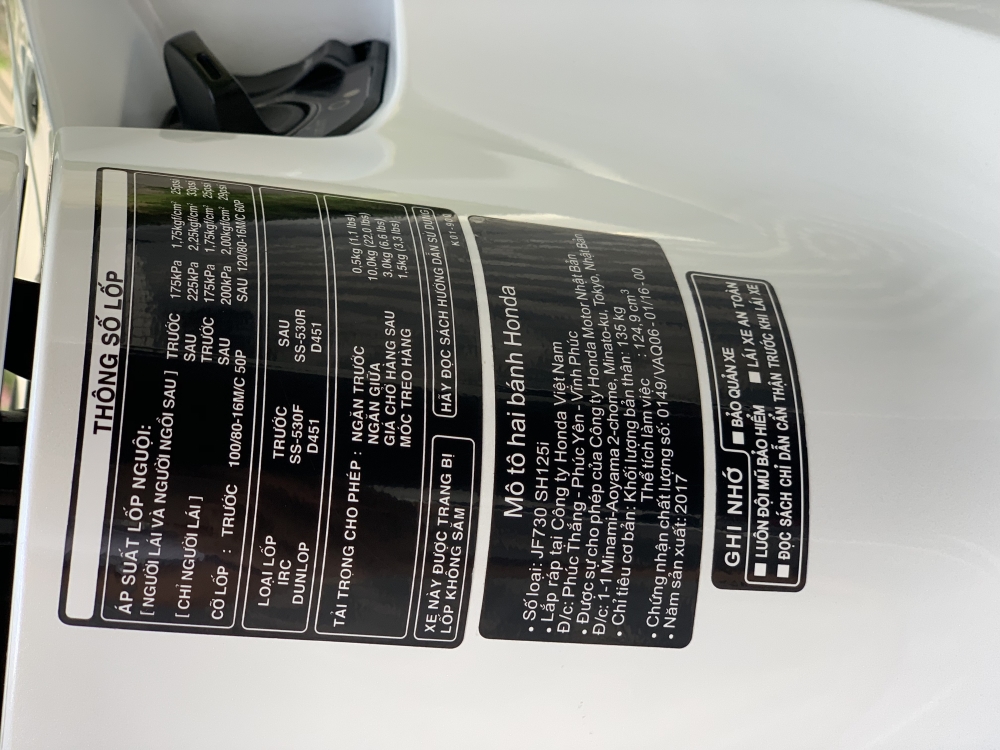 THÔNG SỐ LỐP
ÁP SUẤT LỐP NGUỘI:
[ NGƯỜI LÁI VÀ NGƯỜI NGỒI SAU ] TRƯỚC 175kPa 1,75kgf/cm² 25psi
SAU 225kPa 2,25kgf/cm² 33psi
[ CHỈ NGƯỜI LÁI ] TRƯỚC 175kPa 1,75kgf/cm² 25psi
SAU 200kPa 2,00kgf/cm² 29psi
CỠ LỐP : TRƯỚC 100/80-16M/C 50P SAU 120/80-16M/C 60P
LOẠI LỐP TRƯỚC SAU
IRC SS-530F SS-530R
DUNLOP D451 D451
TẢI TRỌNG CHO PHÉP : NGĂN TRƯỚC 0.5kg (1,1 lbs)
NGĂN GIỮA 10.0kg (22.0 lbs)
GIÁ CHỞ HÀNG SAU 3.0kg (6.6 lbs)
MÓC TREO HÀNG 1,5kg (3,3 lbs)
XE NÀY ĐƯỢC TRANG BỊ
LỐP KHÔNG SĂM
HÃY ĐỌC SÁCH HƯỚNG DẪN SỬ DỤNG
Mô tô hai bánh Honda
• Số loại: JF730 SH125i
• Lắp ráp tại Công ty Honda Việt Nam
Đ/c: Phúc Thắng - Phúc Yên - Vĩnh Phúc
• Được sự cho phép của Công ty Honda Motor Nhật Bản
Đ/c: 1-1 Minami-Aoyama 2-chome, Minato-ku, Tokyo, Nhật Bản
• Chỉ tiêu cơ bản: Khối lượng bản thân: 135 kg
Thể tích làm việc : 124,9 cm³
• Chứng nhận chất lượng số: 0149/VAQ06 - 01/16 - 00
• Năm sản xuất: 2017
GHI NHỚ
■ BẢO QUẢN XE
■ LUÔN ĐỘI MŨ BẢO HIỂM ■ LÁI XE AN TOÀN
■ ĐỌC SÁCH CHỈ DẪN CẨN THẬN TRƯỚC KHI LÁI XE